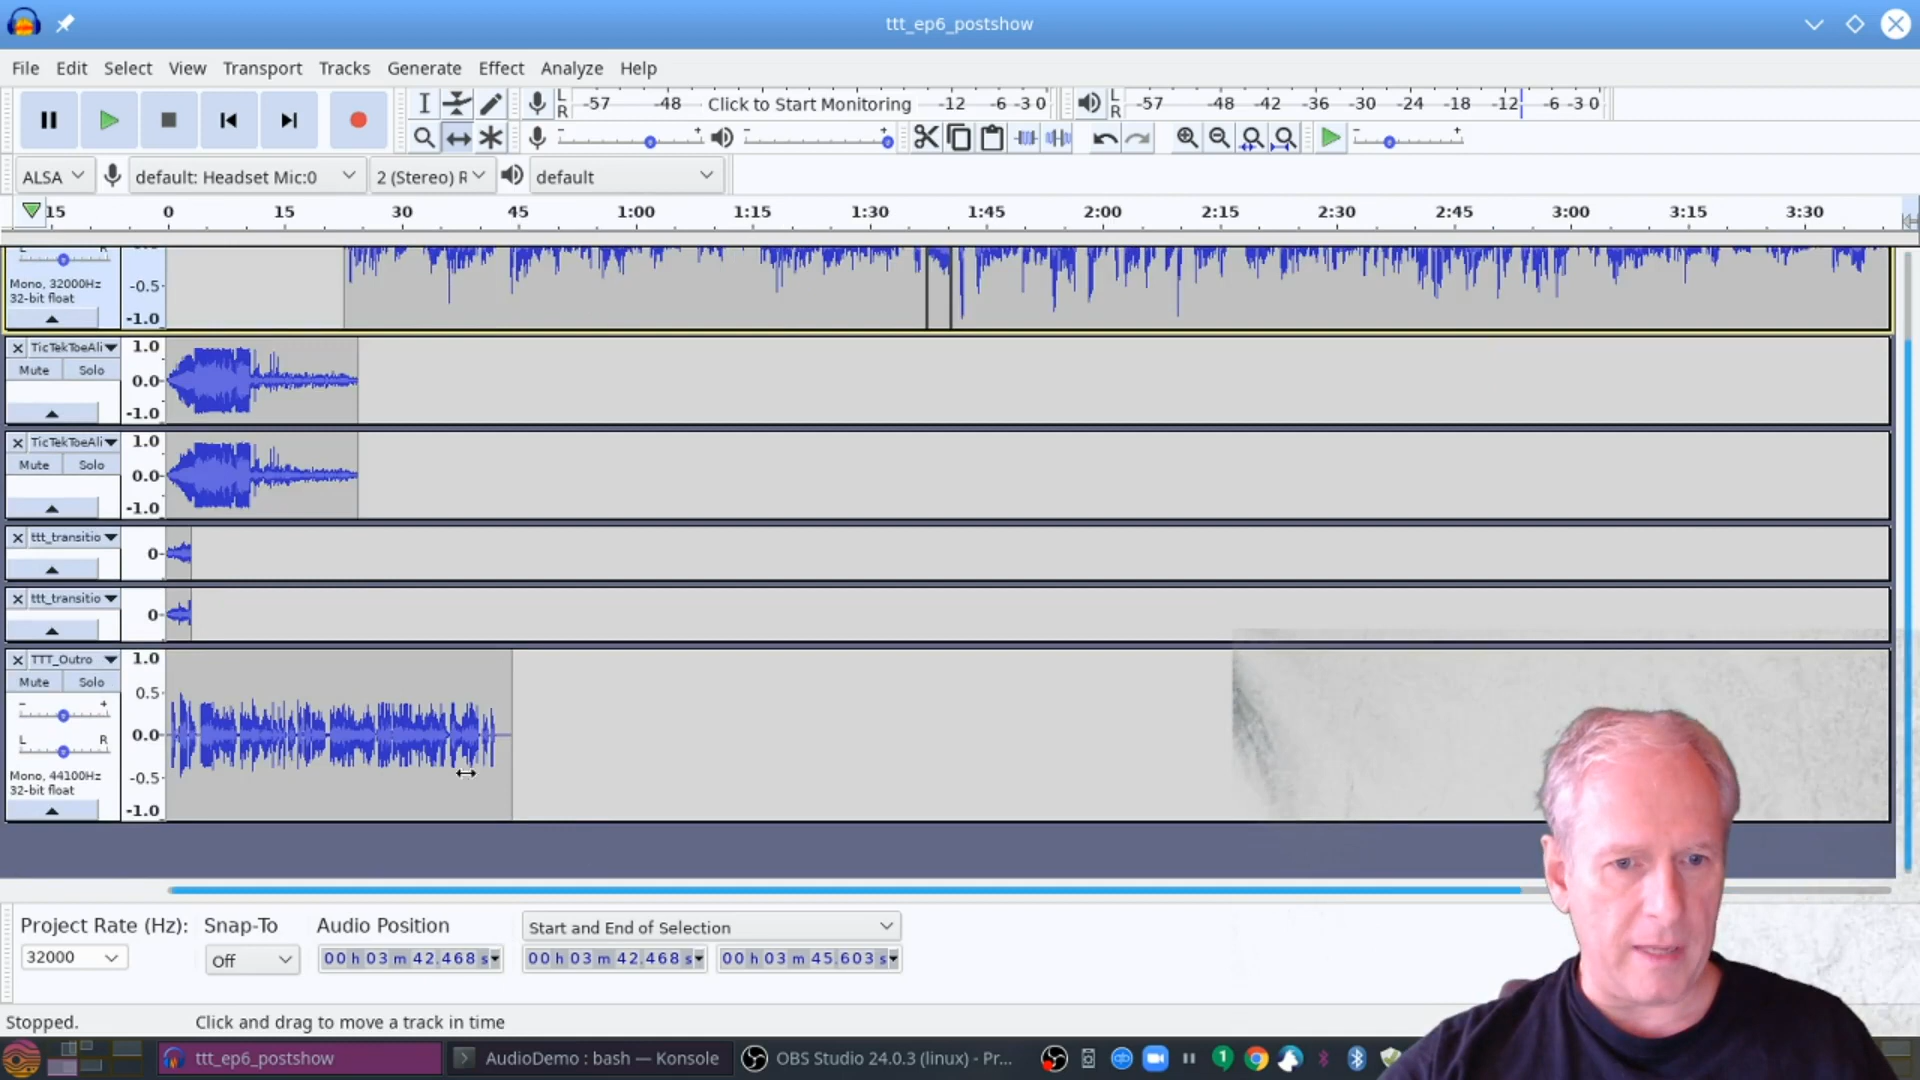 ttt_ep6_postshow
File Edit Select View Transport Tracks Generate Effect Analyze Help
L R -57 -48 Click to Start Monitoring -12 -6 -3 0 L R -57 -48 -42 -36 -30 -24 -18 -12 -6 -3 0
- + - + - +
ALSA default: Headset Mic:0 2 (Stereo) R default
15 0 15 30 45 1:00 1:15 1:30 1:45 2:00 2:15 2:30 2:45 3:00 3:15 3:30
L R
Mono, 32000Hz -0.5-
32-bit float
-1.0
TicTekToeAli 1.0
Mute Solo 0.0-
-1.0
TicTekToeAli 1.0
Mute Solo 0.0-
-1.0
ttt_transitio
0-
ttt_transitio
0-
TTT_Outro 1.0
Mute Solo 0.5-
- +
L R 0.0-
Mono, 44100Hz -0.5-
32-bit float
-1.0
Project Rate (Hz): Snap-To Audio Position Start and End of Selection
32000 Off 00 h 03 m 42.468 s 00 h 03 m 42.468 s 00 h 03 m 45.603 s
Stopped. Click and drag to move a track in time
ttt_ep6_postshow AudioDemo : bash — Konsole OBS Studio 24.0.3 (linux) - Pr... 1